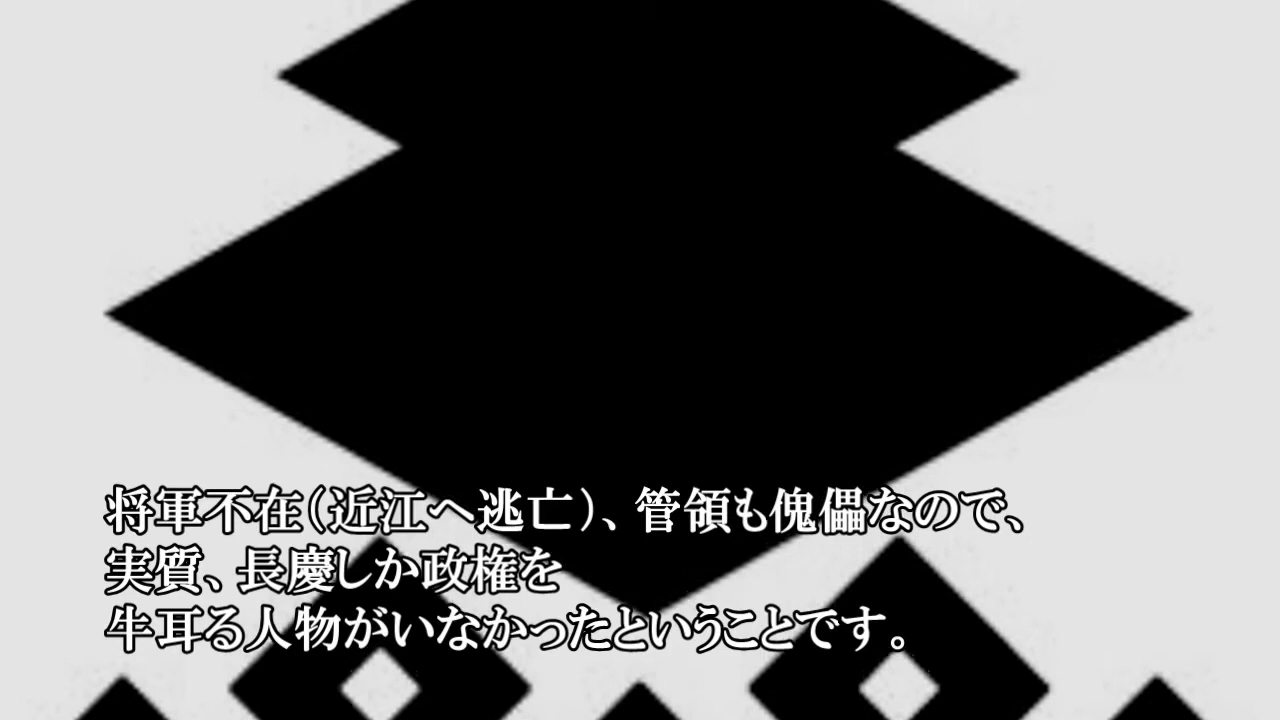 将軍不在（近江へ逃亡）、管領も傀儡なので、
実質、長慶しか政権を
牛耳る人物がいなかったということです。